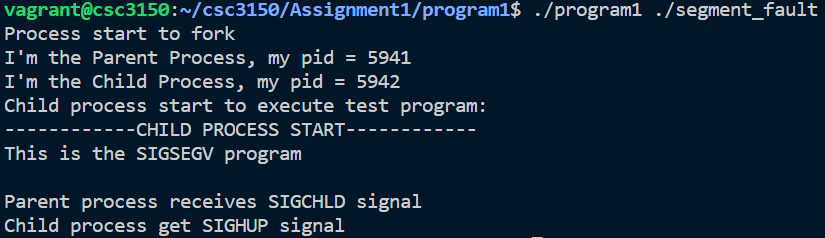 vagrant@csc3150:~/csc3150/Assignment1/program1$ ./program1 ./segment_fault
Process start to fork
I'm the Parent Process, my pid = 5941
I'm the Child Process, my pid = 5942
Child process start to execute test program:
------------CHILD PROCESS START------------
This is the SIGSEGV program
Parent process receives SIGCHLD signal
Child process get SIGHUP signal